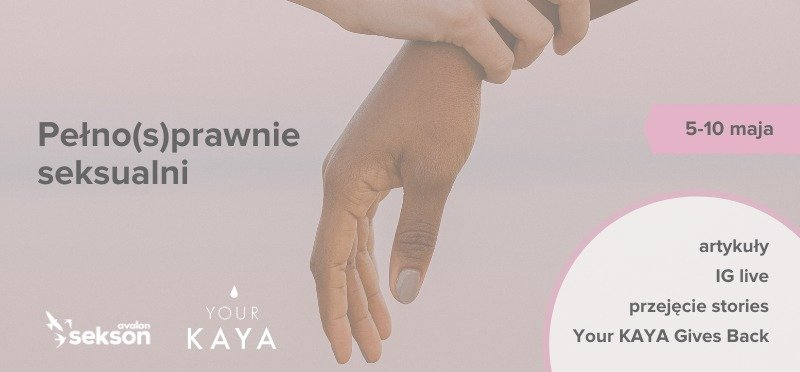 Pełno(s)prawnie
seksualni
5-10 maja
artykuły
IG live
przejęcie stories
Your KAYA Gives Back
avalon
sekson
YOUR
KAYA